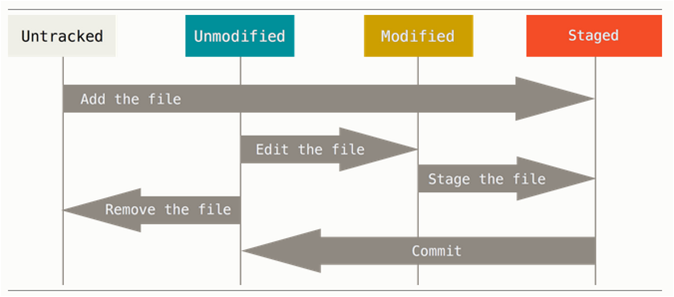 Untracked
Unmodified
Modified
Staged
Add the file
Edit the file
Stage the file
Remove the file
Commit